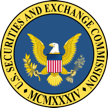 U.S. SECURITIES AND EXCHANGE COMMISSION
MCMXXXIV